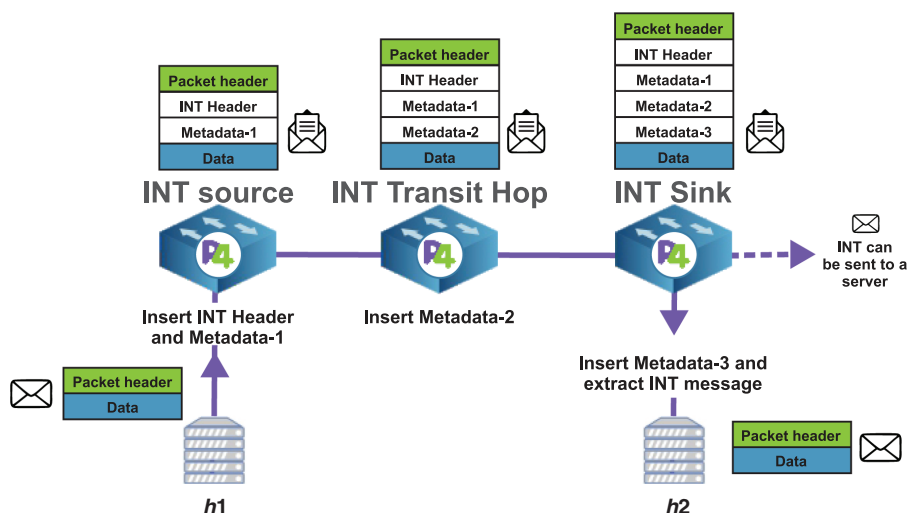 Packet header
INT Header
Metadata-1
Data
INT source
Packet header
INT Header
Metadata-1
Metadata-2
Data
INT Transit Hop
Packet header
INT Header
Metadata-1
Metadata-2
Metadata-3
Data
INT Sink
P4
P4
P4
INT can
be sent to a
server
Insert INT Header
and Metadata-1
Insert Metadata-2
Insert Metadata-3 and
extract INT message
Packet header
Data
h1
Packet header
Data
h2